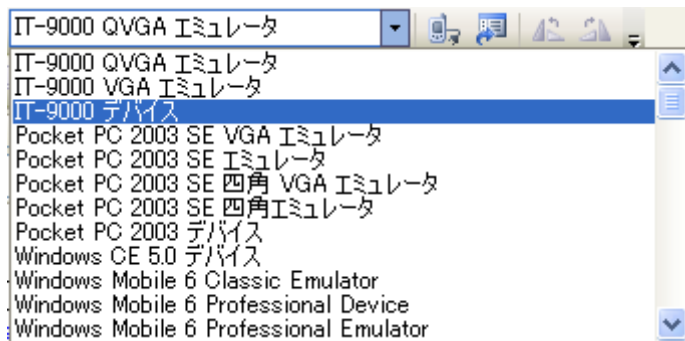 IT-9000 QVGA エミュレータ
IT-9000 QVGA エミュレータ
IT-9000 VGA エミュレータ
IT-9000 デバイス
Pocket PC 2003 SE VGA エミュレータ
Pocket PC 2003 SE エミュレータ
Pocket PC 2003 SE 四角 VGA エミュレータ
Pocket PC 2003 SE 四角エミュレータ
Pocket PC 2003 デバイス
Windows CE 5.0 デバイス
Windows Mobile 6 Classic Emulator
Windows Mobile 6 Professional Device
Windows Mobile 6 Professional Emulator